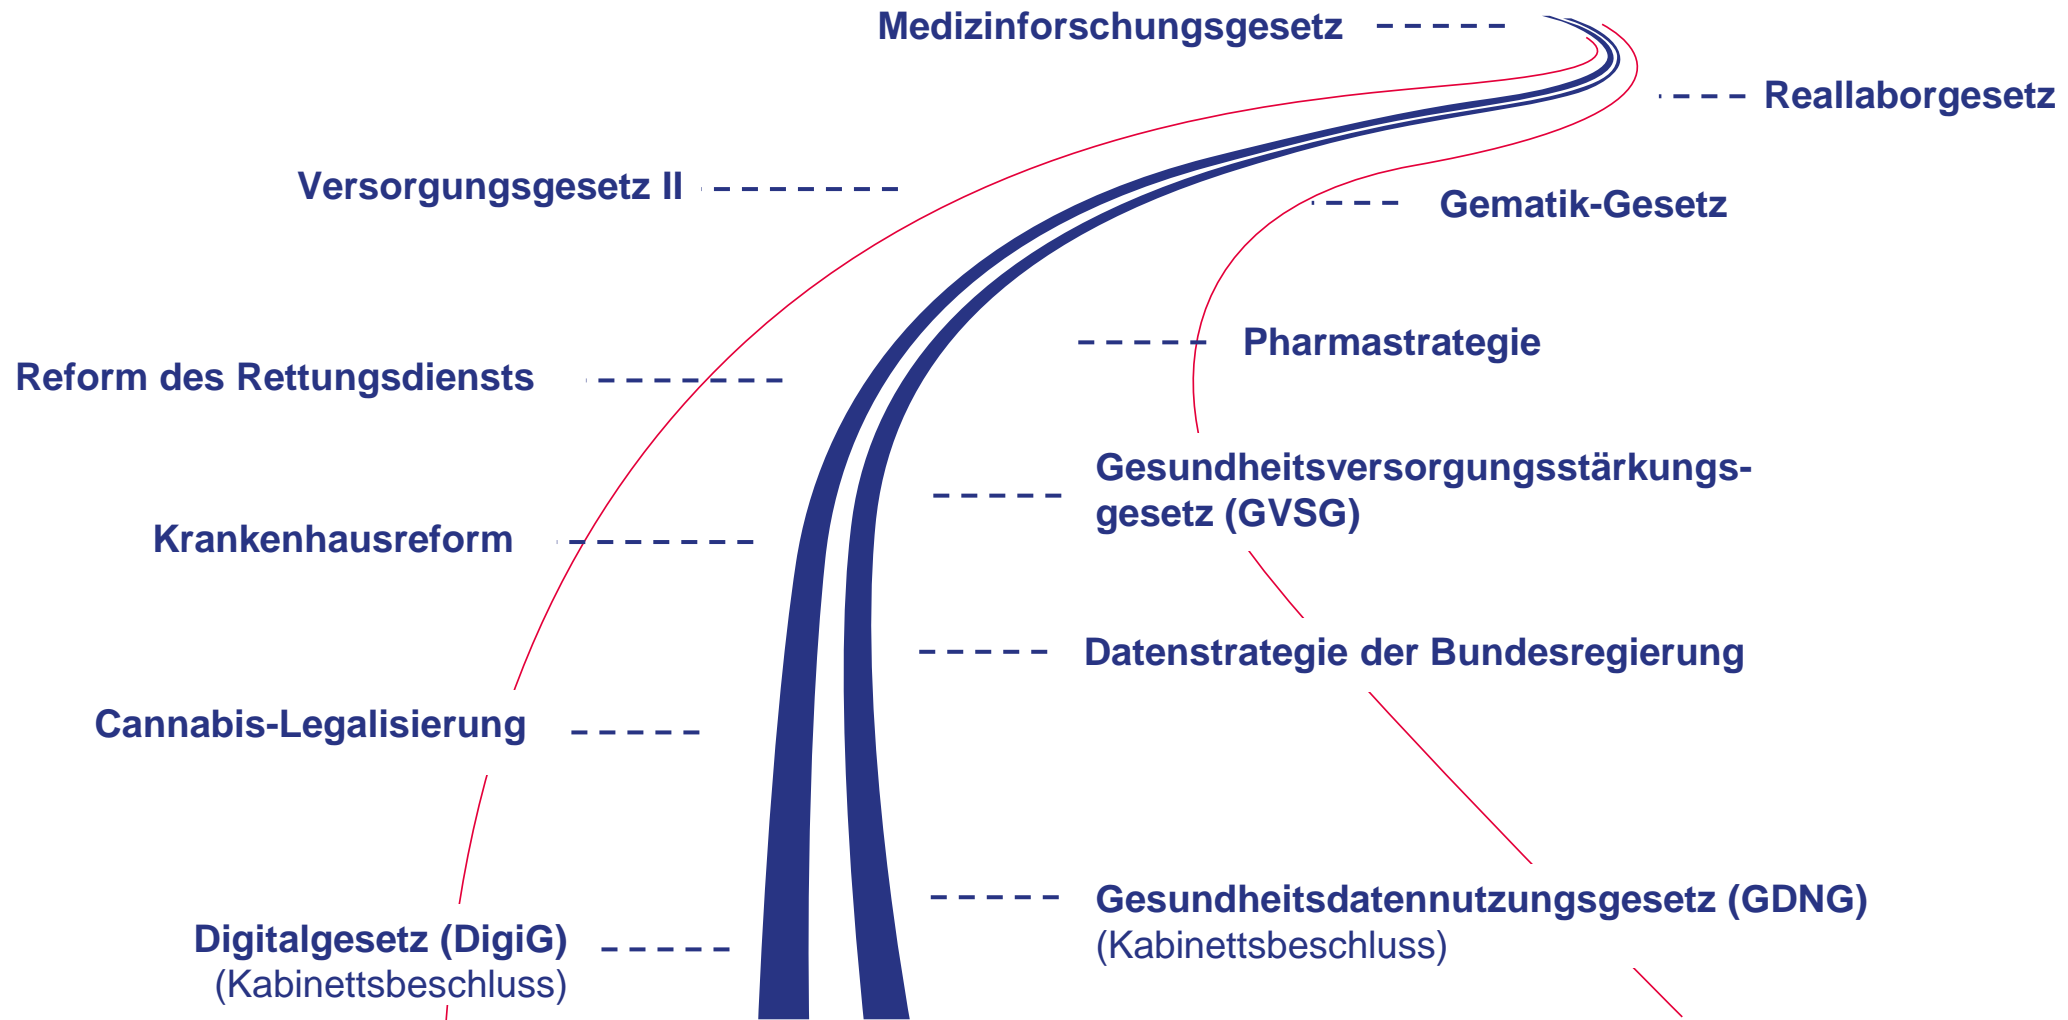 Medizinforschungsgesetz
Reallaborgesetz
Versorgungsgesetz II
Gematik-Gesetz
Pharmastrategie
Reform des Rettungsdiensts
Gesundheitsversorgungsstärkungs-
gesetz (GVSG)
Krankenhausreform
Datenstrategie der Bundesregierung
Cannabis-Legalisierung
Gesundheitsdatennutzungsgesetz (GDNG)
(Kabinettsbeschluss)
Digitalgesetz (DigiG)
(Kabinettsbeschluss)